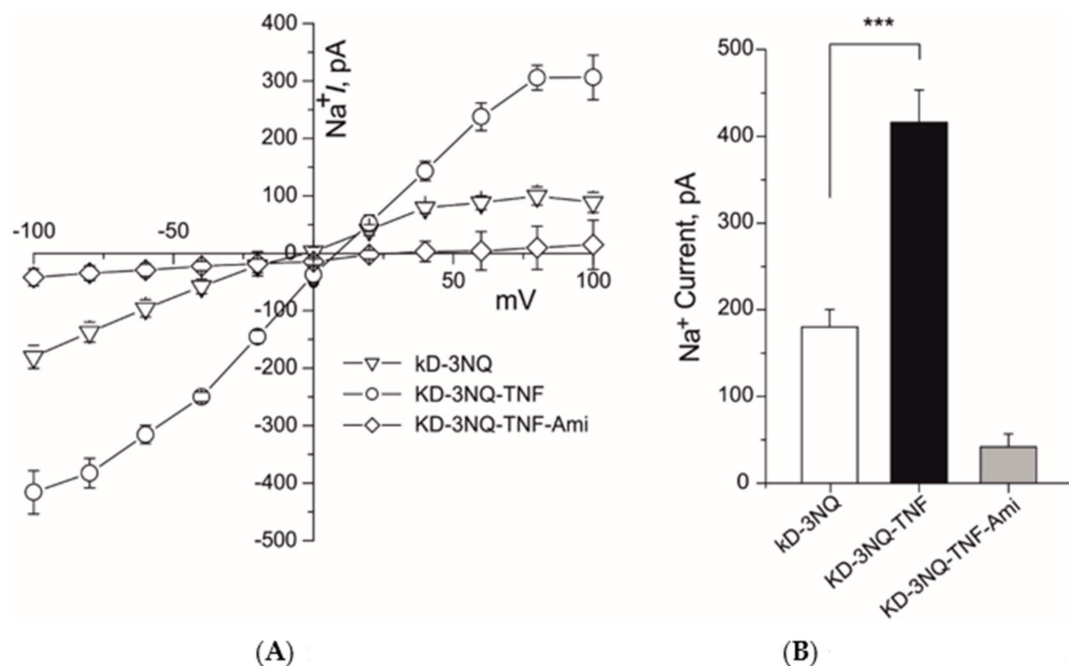 400
300
200
100
0
-100
-200
-300
-400
-500
Na⁺I, pA
-100
-50
50
100
mV
kD-3NQ
KD-3NQ-TNF
KD-3NQ-TNF-Ami
(A)
***
500
400
300
200
100
0
Na⁺ Current, pA
kD-3NQ
KD-3NQ-TNF
KD-3NQ-TNF-Ami
(B)